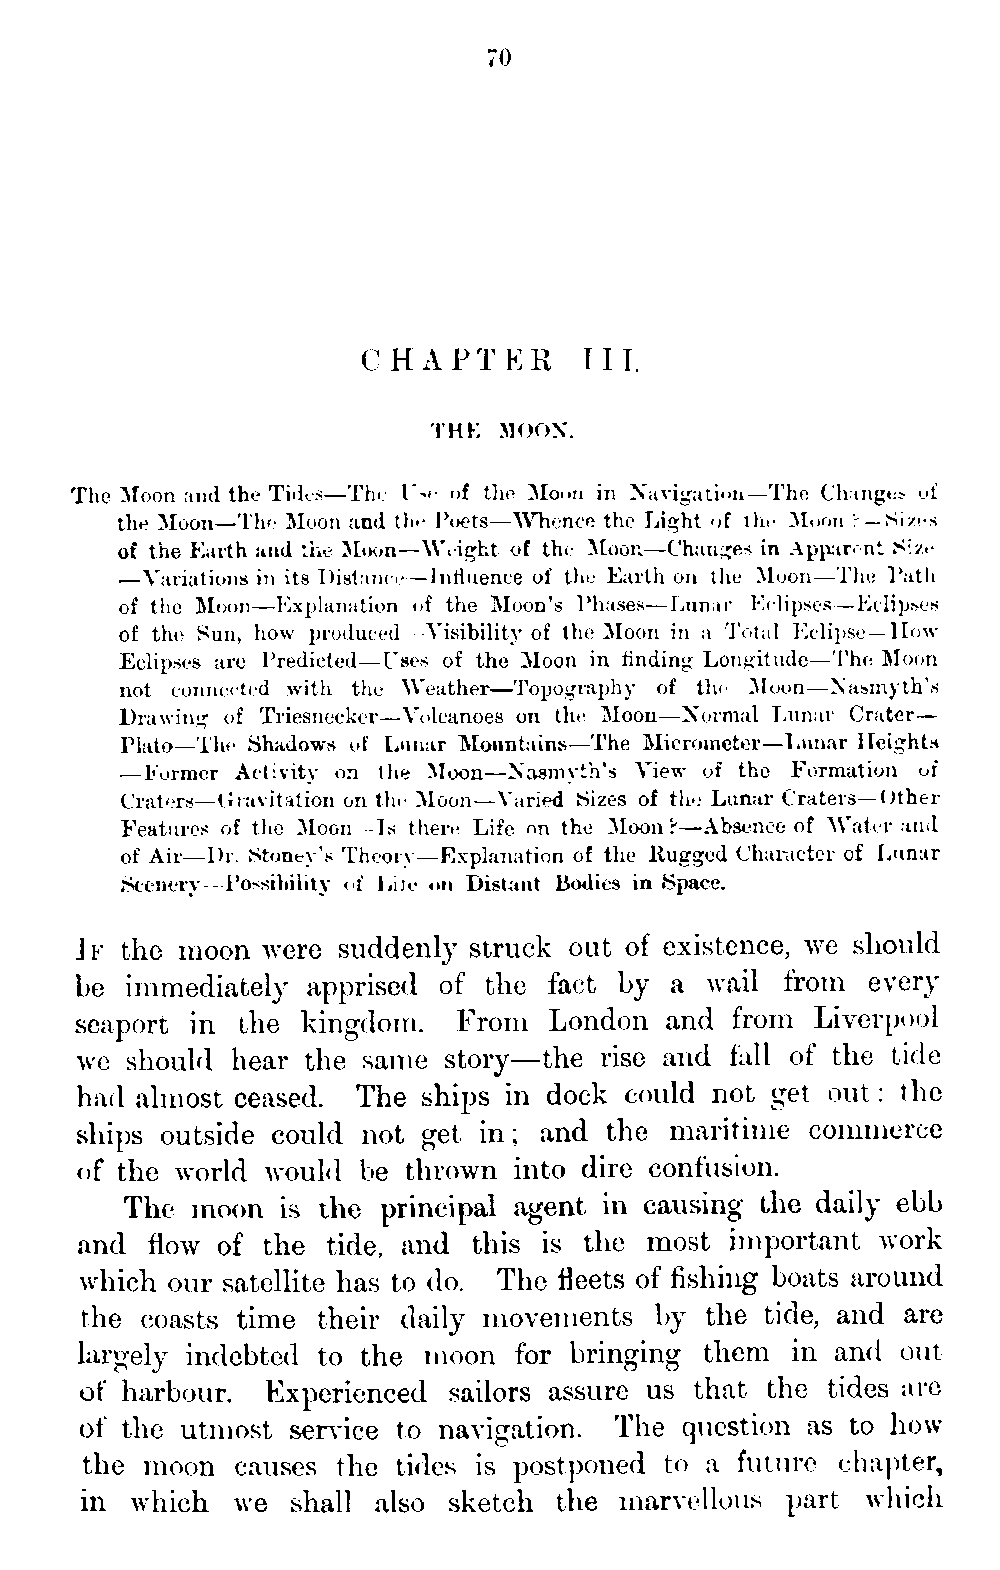 70
CHAPTER III.
THE MOON.
The Moon and the Tides—The Use of the Moon in Navigation—The Changes of
the Moon—The Moon and the Poets—Whence the Light of the Moon?—Sizes
of the Earth and the Moon—Weight of the Moon—Changes in Apparent Size
—Variations in its Distance—Influence of the Earth on the Moon—The Path
of the Moon—Explanation of the Moon's Phases—Lunar Eclipses—Eclipses
of the Sun, how produced—Visibility of the Moon in a Total Eclipse—How
Eclipses are Predicted—Uses of the Moon in finding Longitude—The Moon
not connected with the Weather—Topography of the Moon—Nasmyth's
Drawing of Triesnecker—Volcanoes on the Moon—Normal Lunar Crater—
Plato—The Shadows of Lunar Mountains—The Micrometer—Lunar Heights
—Former Activity on the Moon—Nasmyth's View of the Formation of
Craters—Gravitation on the Moon—Varied Sizes of the Lunar Craters—Other
Features of the Moon—Is there Life on the Moon?—Absence of Water and
of Air—Dr. Stoney's Theory—Explanation of the Rugged Character of Lunar
Scenery—Possibility of Life on Distant Bodies in Space.
IF the moon were suddenly struck out of existence, we should
be immediately apprised of the fact by a wail from every
seaport in the kingdom. From London and from Liverpool
we should hear the same story—the rise and fall of the tide
had almost ceased. The ships in dock could not get out: the
ships outside could not get in; and the maritime commerce
of the world would be thrown into dire confusion.
The moon is the principal agent in causing the daily ebb
and flow of the tide, and this is the most important work
which our satellite has to do. The fleets of fishing boats around
the coasts time their daily movements by the tide, and are
largely indebted to the moon for bringing them in and out
of harbour. Experienced sailors assure us that the tides are
of the utmost service to navigation. The question as to how
the moon causes the tides is postponed to a future chapter,
in which we shall also sketch the marvellous part which